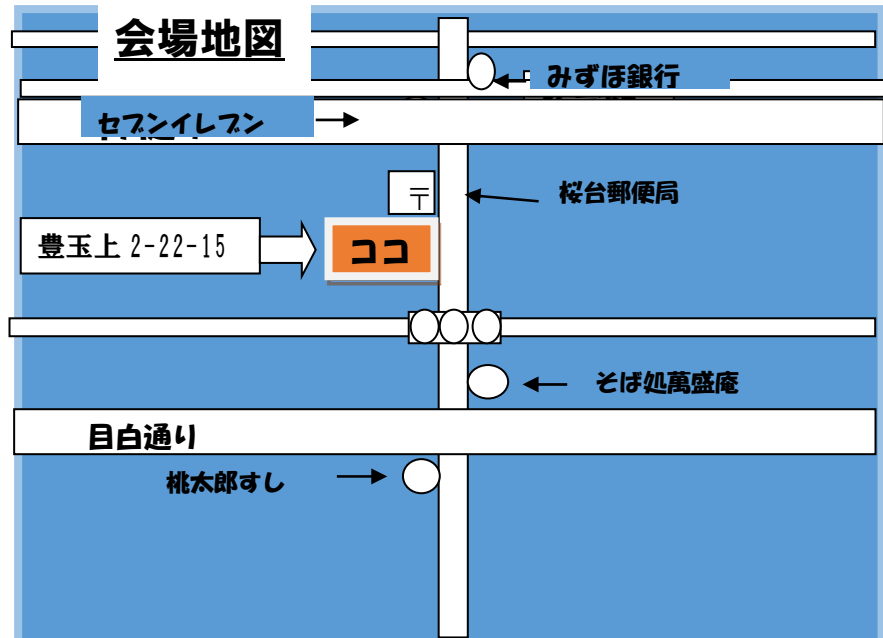 会場地図
みずほ銀行
セブンイレブン
〒
桜台郵便局
豊玉上 2-22-15
ココ
そば処萬盛庵
目白通り
桃太郎すし